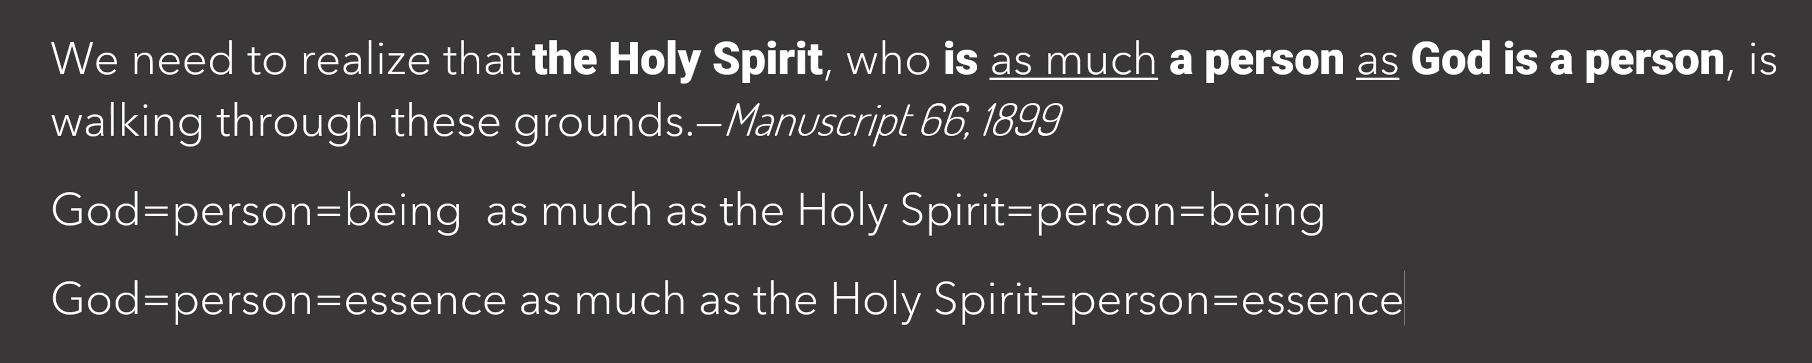 We need to realize that the Holy Spirit, who is as much a person as God is a person, is
walking through these grounds.—Manuscript 66, 1899
God=person=being  as much as the Holy Spirit=person=being
God=person=essence as much as the Holy Spirit=person=essence